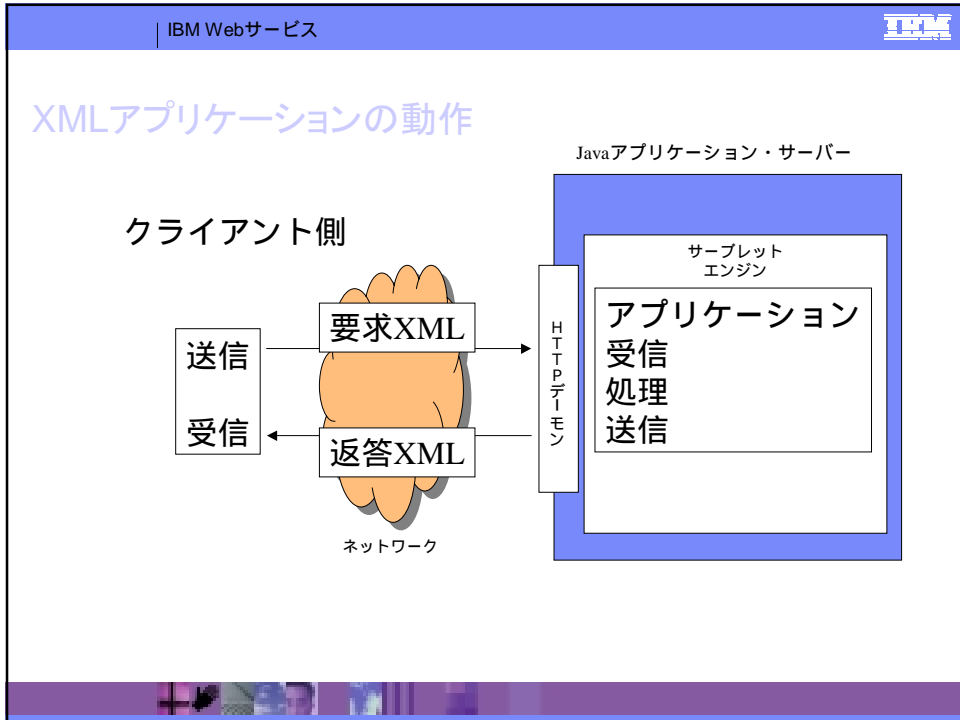 IBM Webサービス
IBM
XMLアプリケーションの動作
Javaアプリケーション・サーバー
クライアント側
サーブレット
エンジン
要求XML
送信
受信
返答XML
HTTPデーモン
アプリケーション
受信
処理
送信
ネットワーク